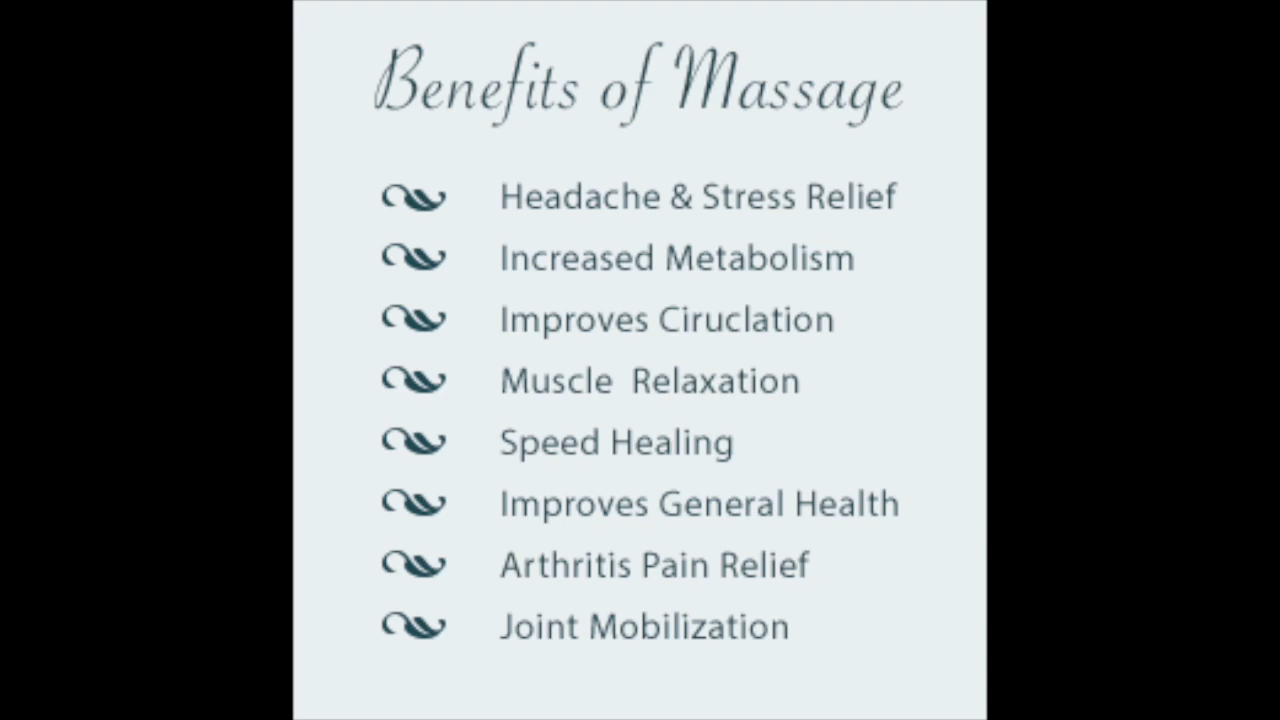 Benefits of Massage
Headache & Stress Relief
Increased Metabolism
Improves Ciruclation
Muscle  Relaxation
Speed Healing
Improves General Health
Arthritis Pain Relief
Joint Mobilization